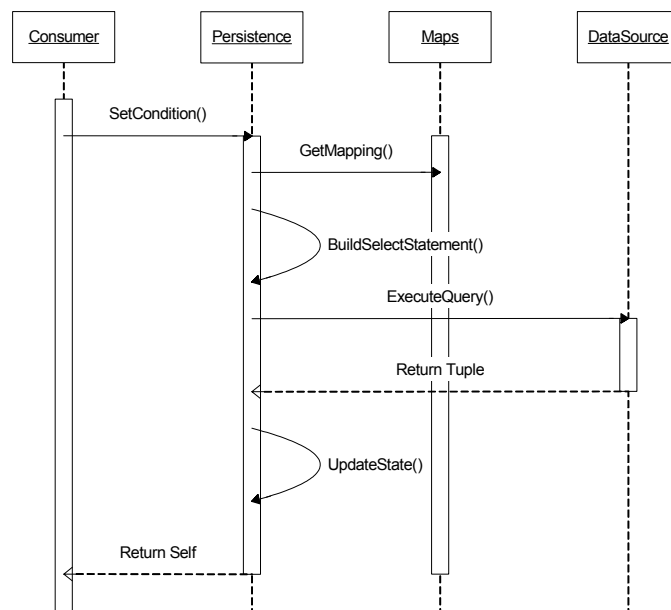 Consumer
Persistence
Maps
DataSource
SetCondition()
GetMapping()
BuildSelectStatement()
ExecuteQuery()
Return Tuple
UpdateState()
Return Self